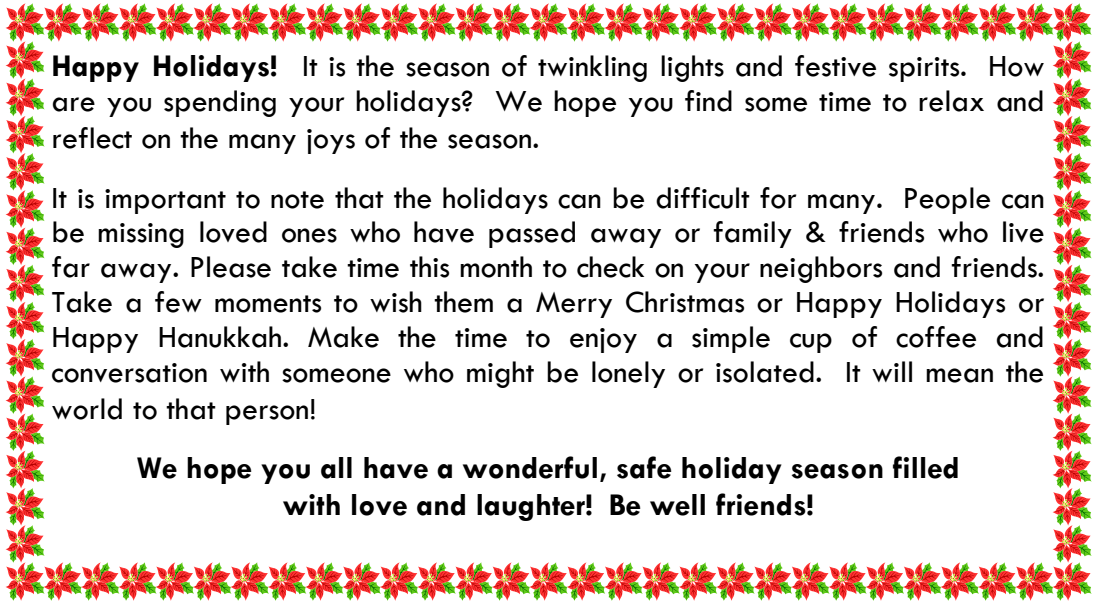 Happy Holidays! It is the season of twinkling lights and festive spirits. How
are you spending your holidays? We hope you find some time to relax and
reflect on the many joys of the season.
It is important to note that the holidays can be difficult for many. People can
be missing loved ones who have passed away or family & friends who live
far away. Please take time this month to check on your neighbors and friends.
Take a few moments to wish them a Merry Christmas or Happy Holidays or
Happy Hanukkah. Make the time to enjoy a simple cup of coffee and
conversation with someone who might be lonely or isolated. It will mean the
world to that person!
We hope you all have a wonderful, safe holiday season filled
with love and laughter! Be well friends!